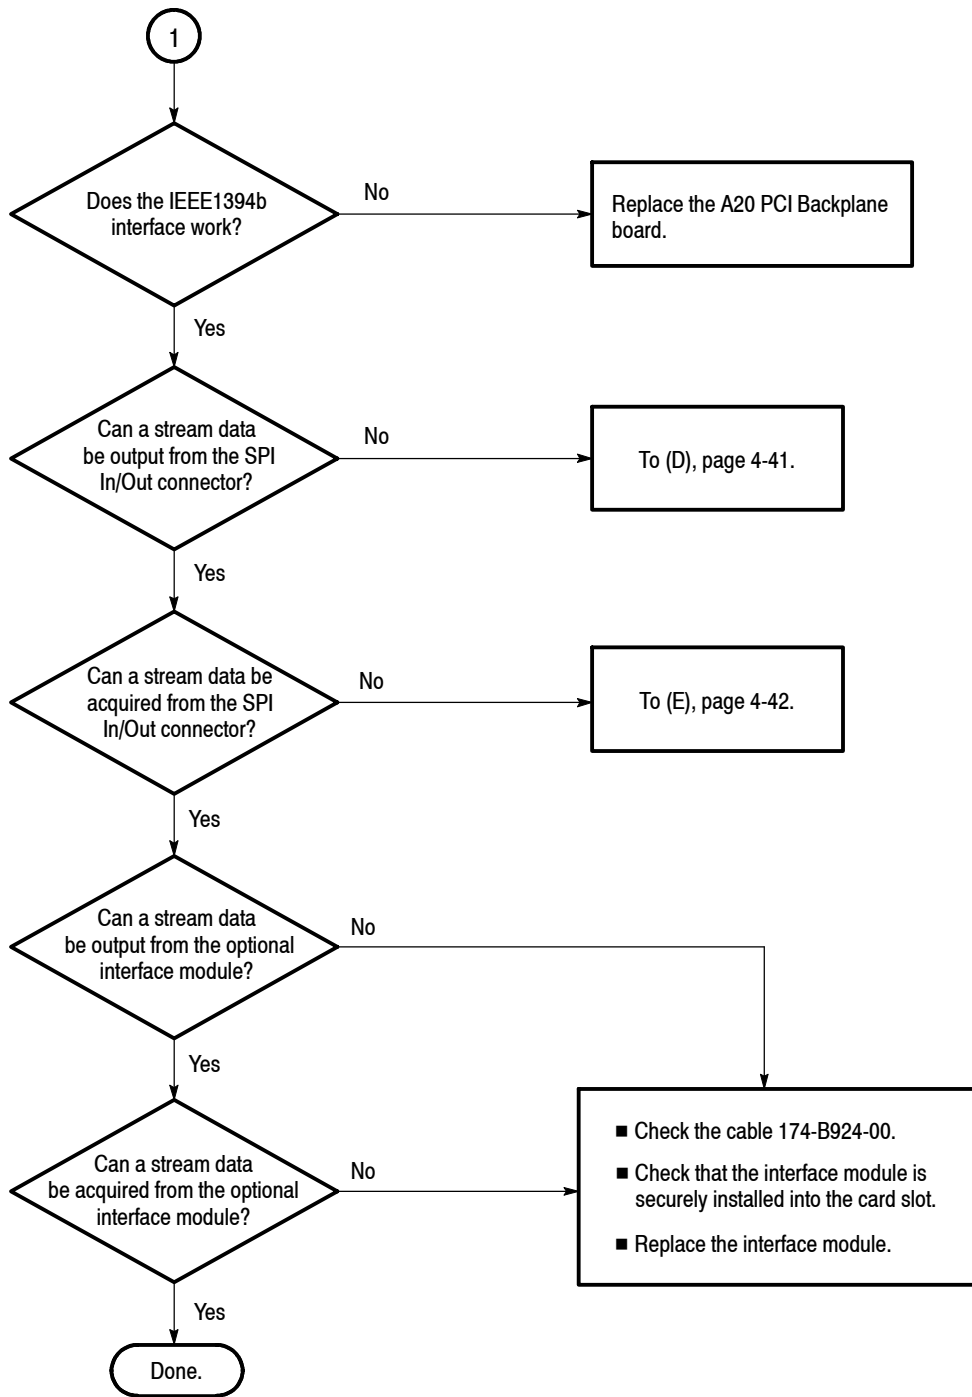 1
Does the IEEE1394b
interface work?
No
Replace the A20 PCI Backplane
board.
Yes
Can a stream data
be output from the SPI
In/Out connector?
No
To (D), page 4-41.
Yes
Can a stream data be
acquired from the SPI
In/Out connector?
No
To (E), page 4-42.
Yes
Can a stream data
be output from the optional
interface module?
No
Yes
Can a stream data
be acquired from the optional
interface module?
No
■ Check the cable 174-B924-00.
■ Check that the interface module is
securely installed into the card slot.
■ Replace the interface module.
Yes
Done.